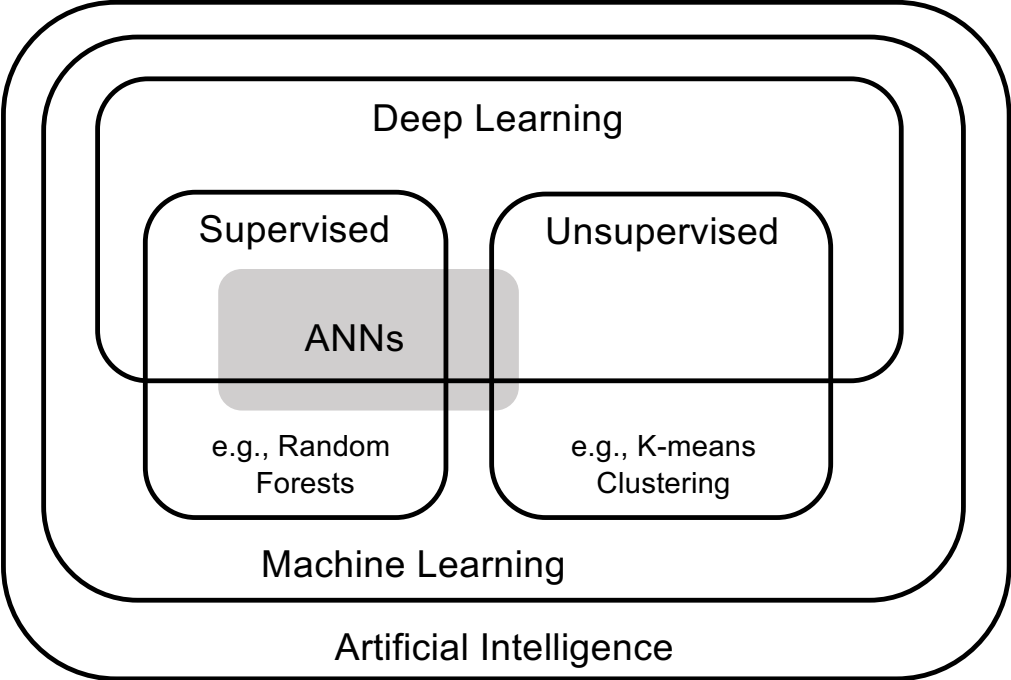 Deep Learning
Supervised
Unsupervised
ANNs
e.g., Random
Forests
e.g., K-means
Clustering
Machine Learning
Artificial Intelligence